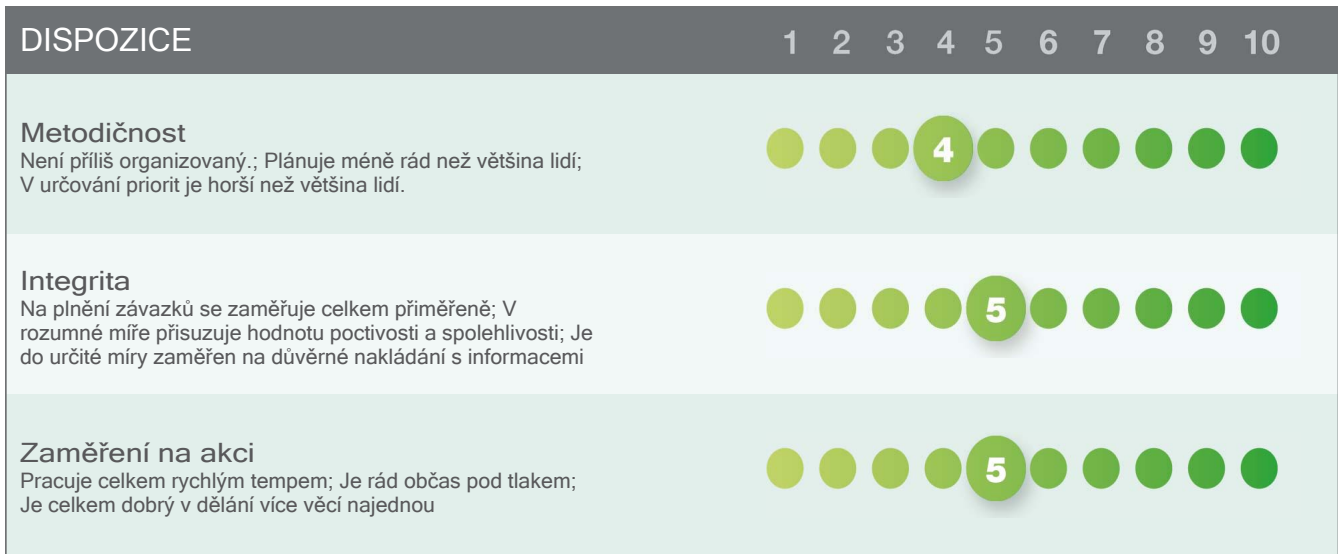 DISPOZICE 1 2 3 4 5 6 7 8 9 10
Metodičnost
Není příliš organizovaný.; Plánuje méně rád než většina lidí;
V určování priorit je horší než většina lidí.
4
Integrita
Na plnění závazků se zaměřuje celkem přiměřeně; V
rozumné míře přisuzuje hodnotu poctivosti a spolehlivosti; Je
do určité míry zaměřen na důvěrné nakládání s informacemi
5
Zaměření na akci
Pracuje celkem rychlým tempem; Je rád občas pod tlakem;
Je celkem dobrý v dělání více věcí najednou
5